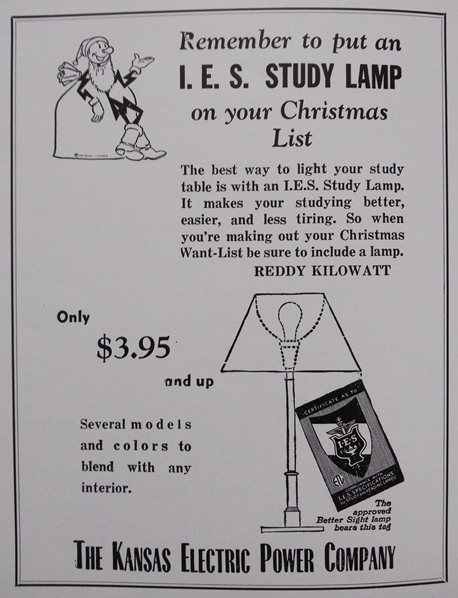 Remember to put an
I. E. S. STUDY LAMP
on your Christmas
List
The best way to light your study
table is with an I.E.S. Study Lamp.
It makes your studying better,
easier, and less tiring. So when
you're making out your Christmas
Want-List be sure to include a lamp.
REDDY KILOWATT
Only
$3.95
and up
Several models
and colors to
blend with any
interior.
CERTIFICATE AS TO
I·E·S
I.E.S. SPECIFICATIONS
The
approved
Better Sight lamp
bears this tag
THE KANSAS ELECTRIC POWER COMPANY